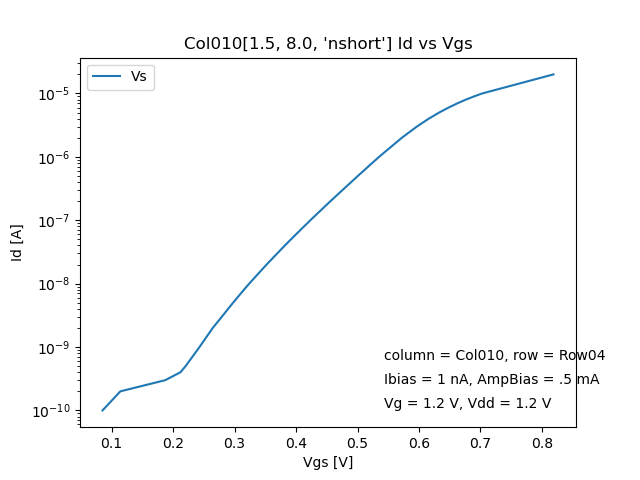 Col010[1.5, 8.0, 'nshort'] Id vs Vgs
Vs
Id [A]
10⁻⁵
10⁻⁶
10⁻⁷
10⁻⁸
10⁻⁹
10⁻¹⁰
column = Col010, row = Row04
Ibias = 1 nA, AmpBias = .5 mA
Vg = 1.2 V, Vdd = 1.2 V
0.1 0.2 0.3 0.4 0.5 0.6 0.7 0.8
Vgs [V]